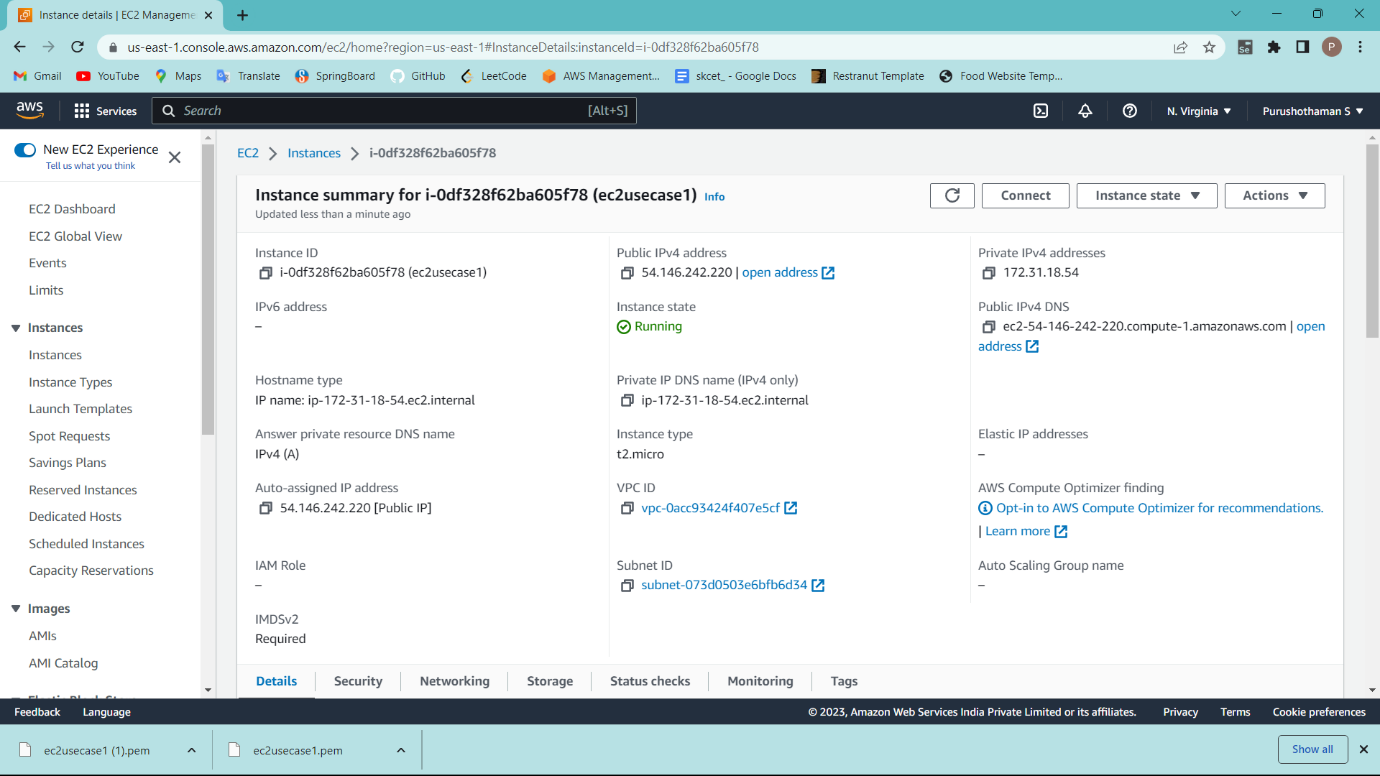 Instance details | EC2 Manageme
us-east-1.console.aws.amazon.com/ec2/home?region=us-east-1#InstanceDetails:instanceId=i-0df328f62ba605f78
Se
P
Gmail YouTube Maps Translate SpringBoard GitHub LeetCode AWS Management... skcet_ - Google Docs Restranut Template Food Website Temp...
aws Services Search [Alt+S] N. Virginia Purushothaman S
New EC2 Experience
Tell us what you think
EC2 Dashboard
EC2 Global View
Events
Limits
Instances
Instances
Instance Types
Launch Templates
Spot Requests
Savings Plans
Reserved Instances
Dedicated Hosts
Scheduled Instances
Capacity Reservations
Images
AMIs
AMI Catalog
EC2 Instances i-0df328f62ba605f78
Instance summary for i-0df328f62ba605f78 (ec2usecase1) Info
Updated less than a minute ago
Connect Instance state Actions
Instance ID
i-0df328f62ba605f78 (ec2usecase1)
Public IPv4 address
54.146.242.220 | open address
Private IPv4 addresses
172.31.18.54
IPv6 address
–
Instance state
Running
Public IPv4 DNS
ec2-54-146-242-220.compute-1.amazonaws.com | open
address
Hostname type
IP name: ip-172-31-18-54.ec2.internal
Private IP DNS name (IPv4 only)
ip-172-31-18-54.ec2.internal
Answer private resource DNS name
IPv4 (A)
Instance type
t2.micro
Elastic IP addresses
–
Auto-assigned IP address
54.146.242.220 [Public IP]
VPC ID
vpc-0acc93424f407e5cf
AWS Compute Optimizer finding
Opt-in to AWS Compute Optimizer for recommendations.
| Learn more
IAM Role
–
Subnet ID
subnet-073d0503e6bfb6d34
Auto Scaling Group name
–
IMDSv2
Required
Details Security Networking Storage Status checks Monitoring Tags
Feedback Language © 2023, Amazon Web Services India Private Limited or its affiliates. Privacy Terms Cookie preferences
ec2usecase1 (1).pem ec2usecase1.pem Show all